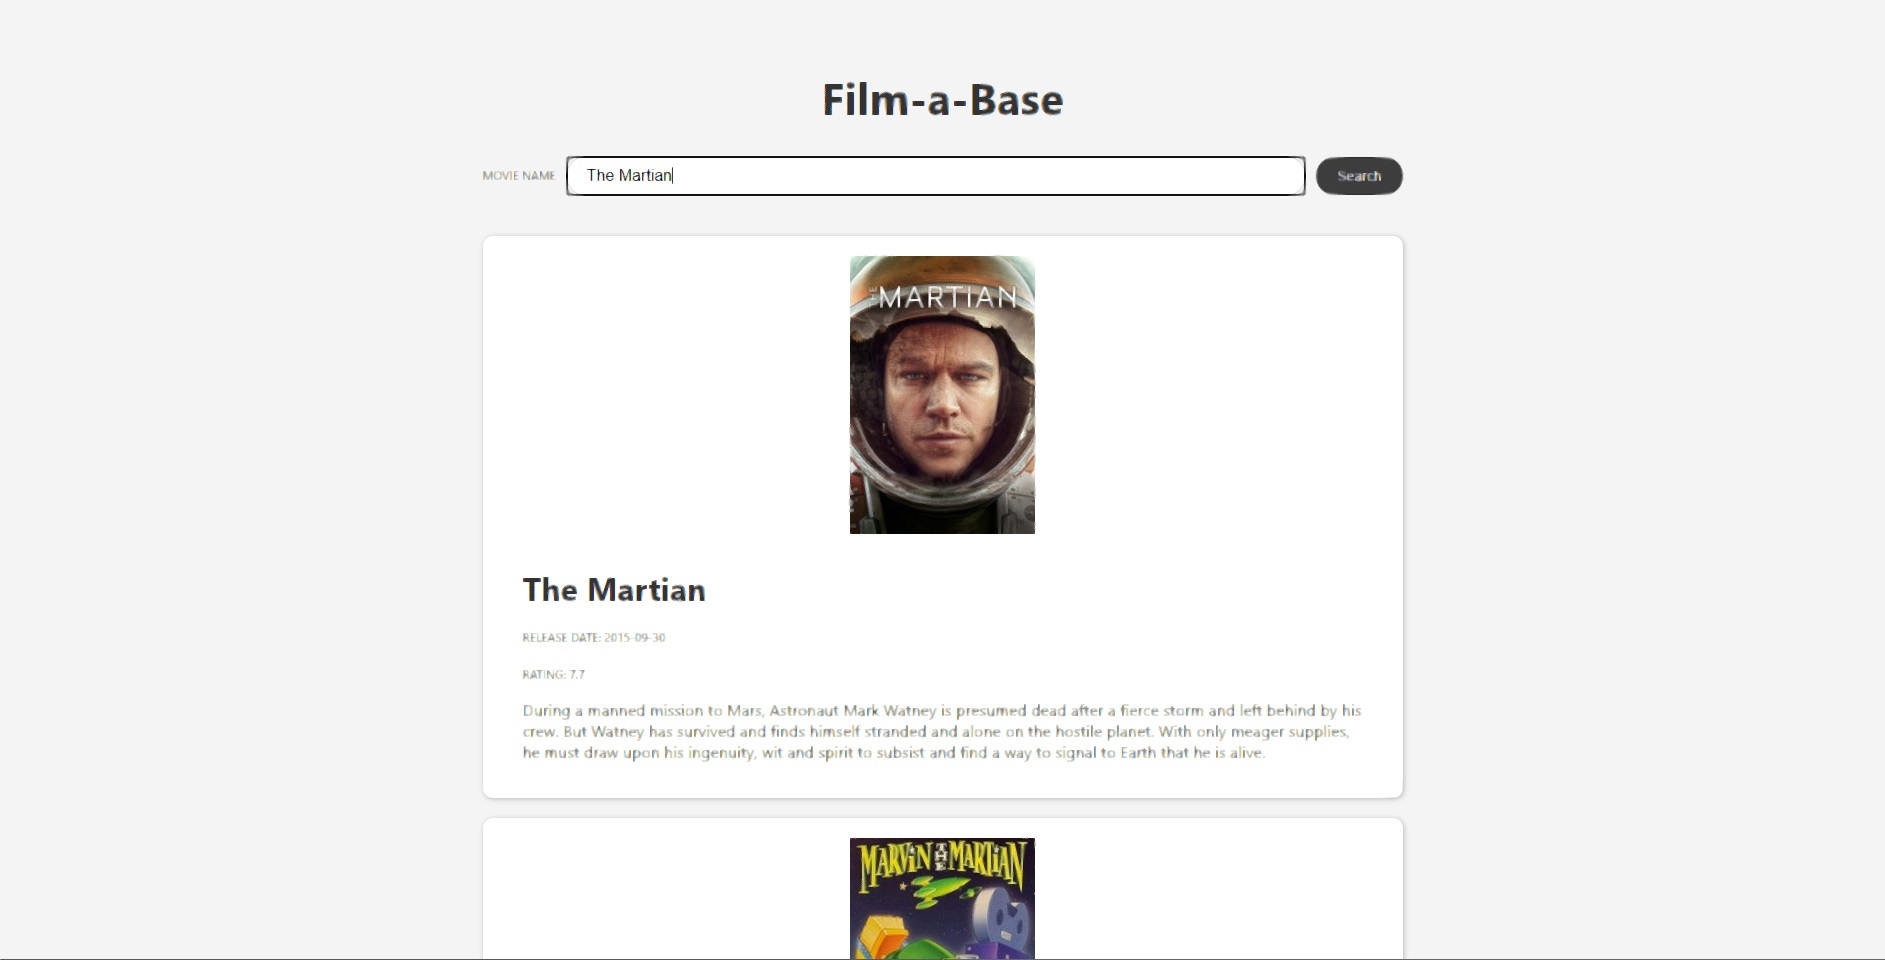 Film-a-Base
MOVIE NAME
The Martian
Search
THE MARTIAN
The Martian
RELEASE DATE: 2015-09-30
RATING: 7.7
During a manned mission to Mars, Astronaut Mark Watney is presumed dead after a fierce storm and left behind by his
crew. But Watney has survived and finds himself stranded and alone on the hostile planet. With only meager supplies,
he must draw upon his ingenuity, wit and spirit to subsist and find a way to signal to Earth that he is alive.
MARVIN THE MARTIAN